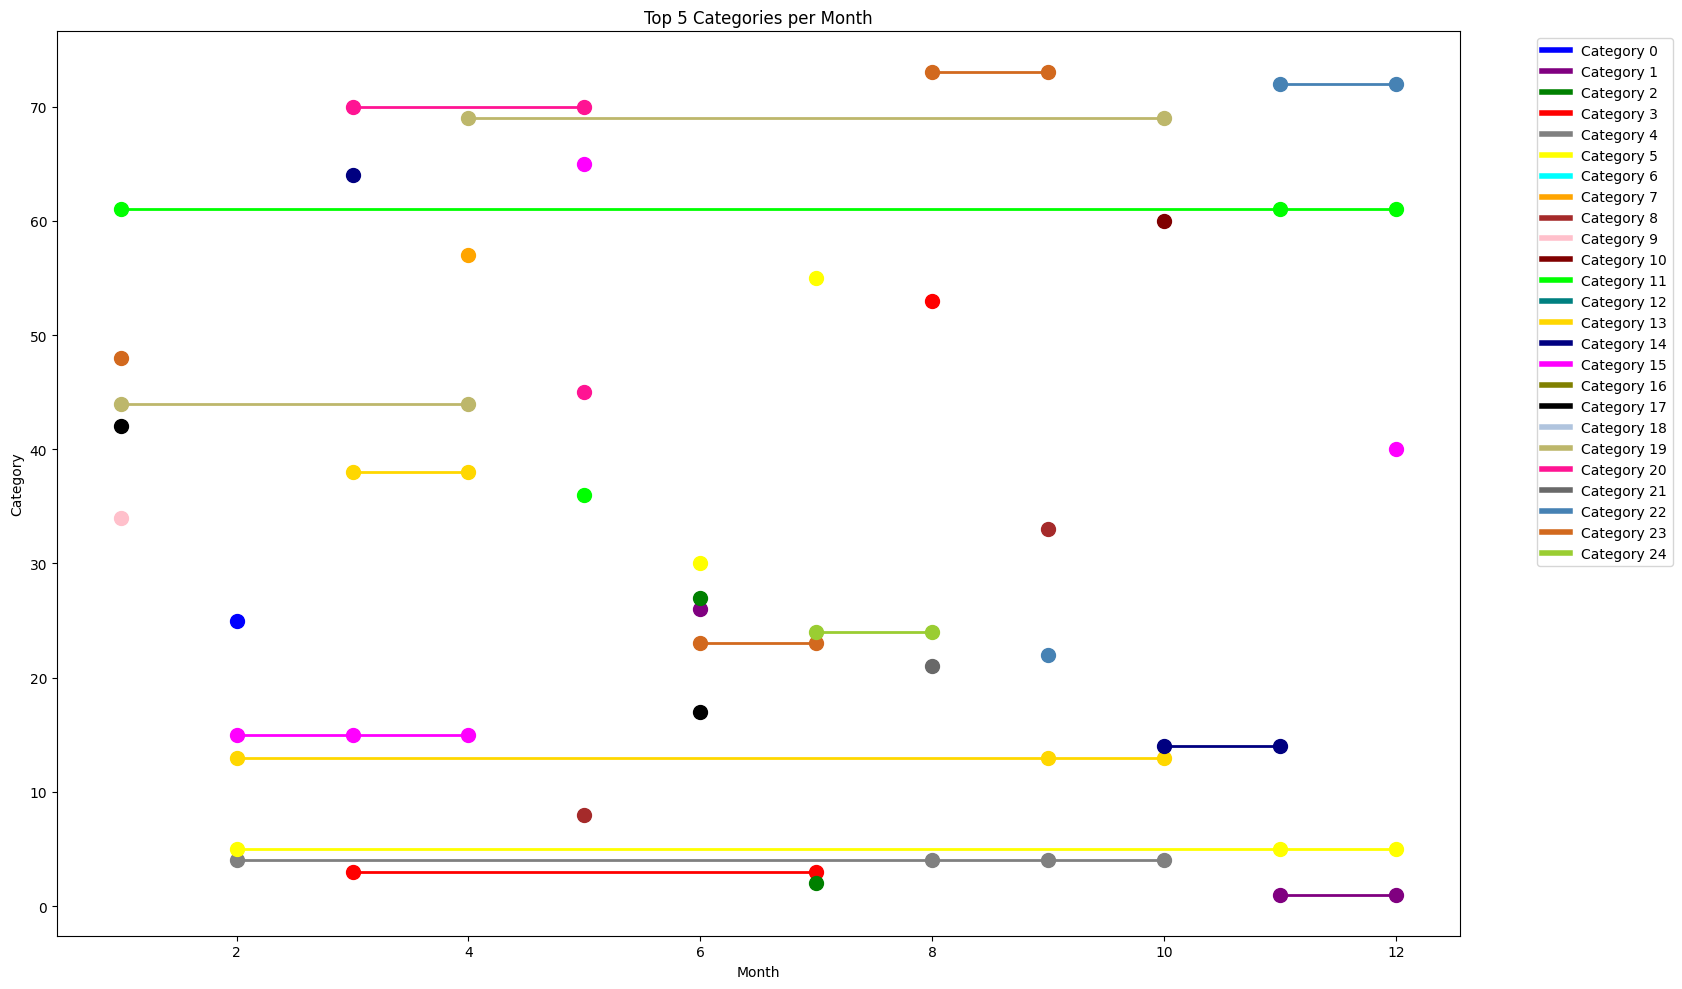 Top 5 Categories per Month
Category
70
60
50
40
30
20
10
0
2
4
6
8
10
12
Month
Category 0
Category 1
Category 2
Category 3
Category 4
Category 5
Category 6
Category 7
Category 8
Category 9
Category 10
Category 11
Category 12
Category 13
Category 14
Category 15
Category 16
Category 17
Category 18
Category 19
Category 20
Category 21
Category 22
Category 23
Category 24